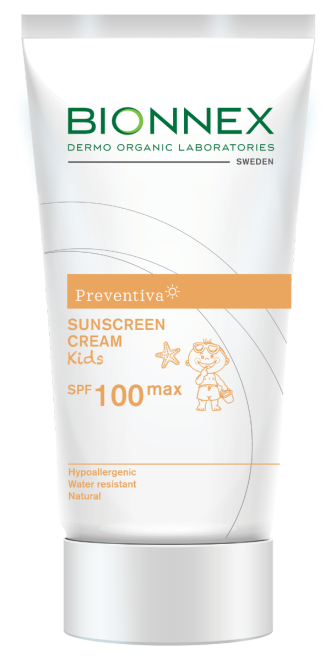 BIONNEX
DERMO ORGANIC LABORATORIES
SWEDEN
Preventiva
SUNSCREEN
CREAM
Kids
SPF 100 max
Hypoallergenic
Water resistant
Natural